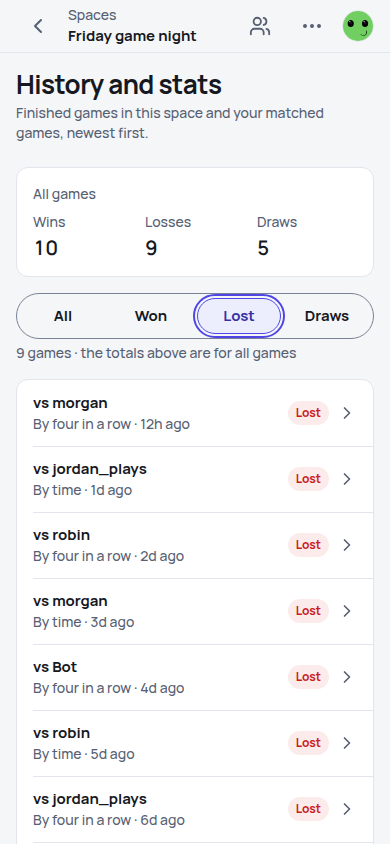 Spaces
Friday game night
History and stats
Finished games in this space and your matched
games, newest first.
All games
Wins Losses Draws
10 9 5
All Won Lost Draws
9 games · the totals above are for all games
vs morgan
By four in a row · 12h ago
Lost
vs jordan_plays
By time · 1d ago
Lost
vs robin
By four in a row · 2d ago
Lost
vs morgan
By time · 3d ago
Lost
vs Bot
By four in a row · 4d ago
Lost
vs robin
By time · 5d ago
Lost
vs jordan_plays
By four in a row · 6d ago
Lost